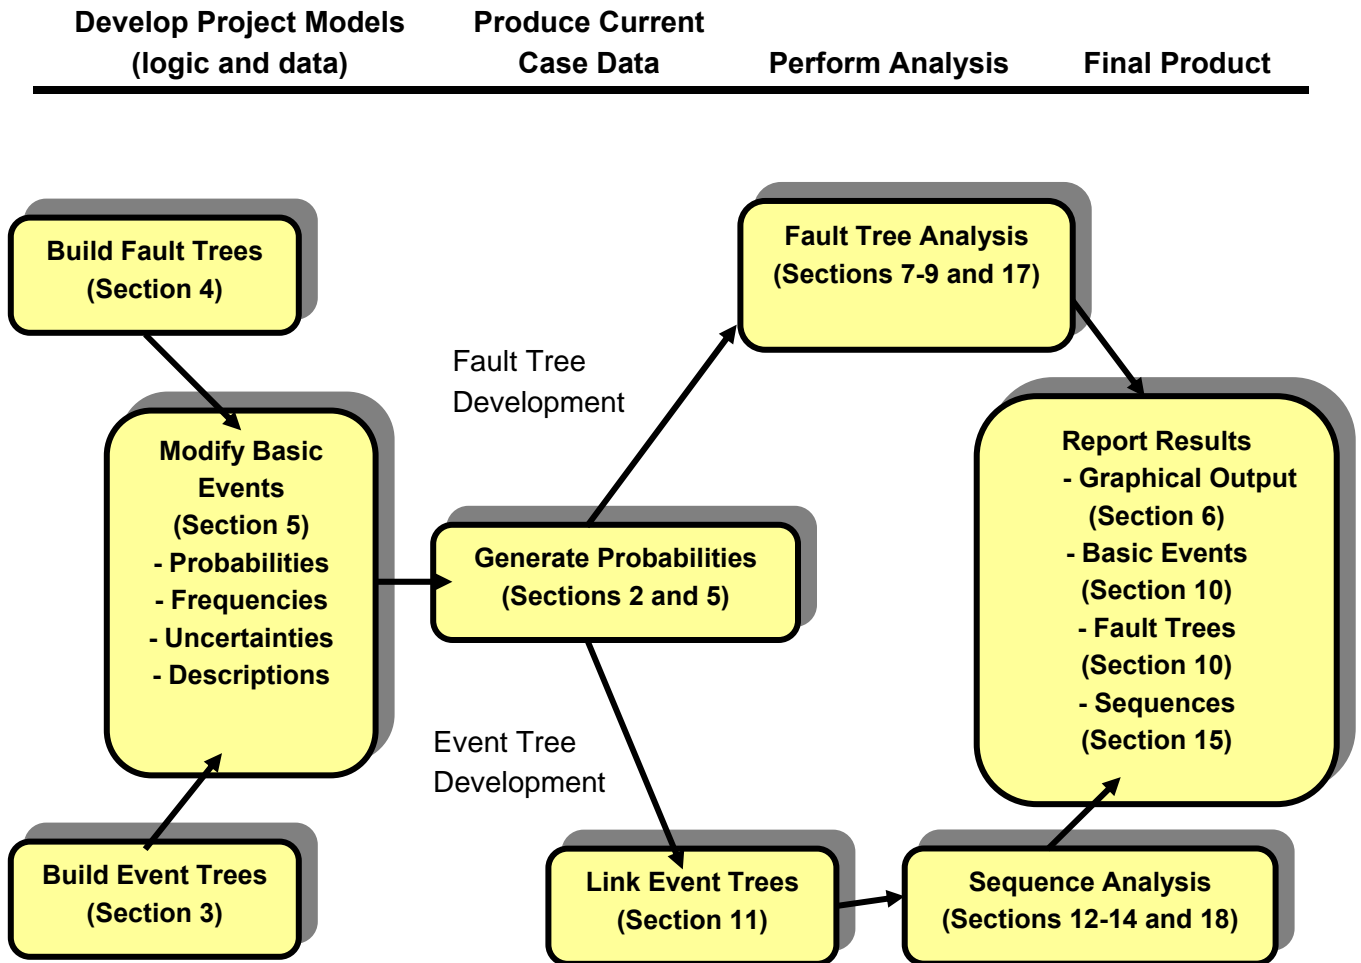 Develop Project Models
(logic and data)
Produce Current
Case Data
Perform Analysis
Final Product
Build Fault Trees
(Section 4)
Fault Tree Analysis
(Sections 7-9 and 17)
Fault Tree
Development
Modify Basic
Events
(Section 5)
- Probabilities
- Frequencies
- Uncertainties
- Descriptions
Generate Probabilities
(Sections 2 and 5)
Report Results
- Graphical Output
(Section 6)
- Basic Events
(Section 10)
- Fault Trees
(Section 10)
- Sequences
(Section 15)
Event Tree
Development
Build Event Trees
(Section 3)
Link Event Trees
(Section 11)
Sequence Analysis
(Sections 12-14 and 18)